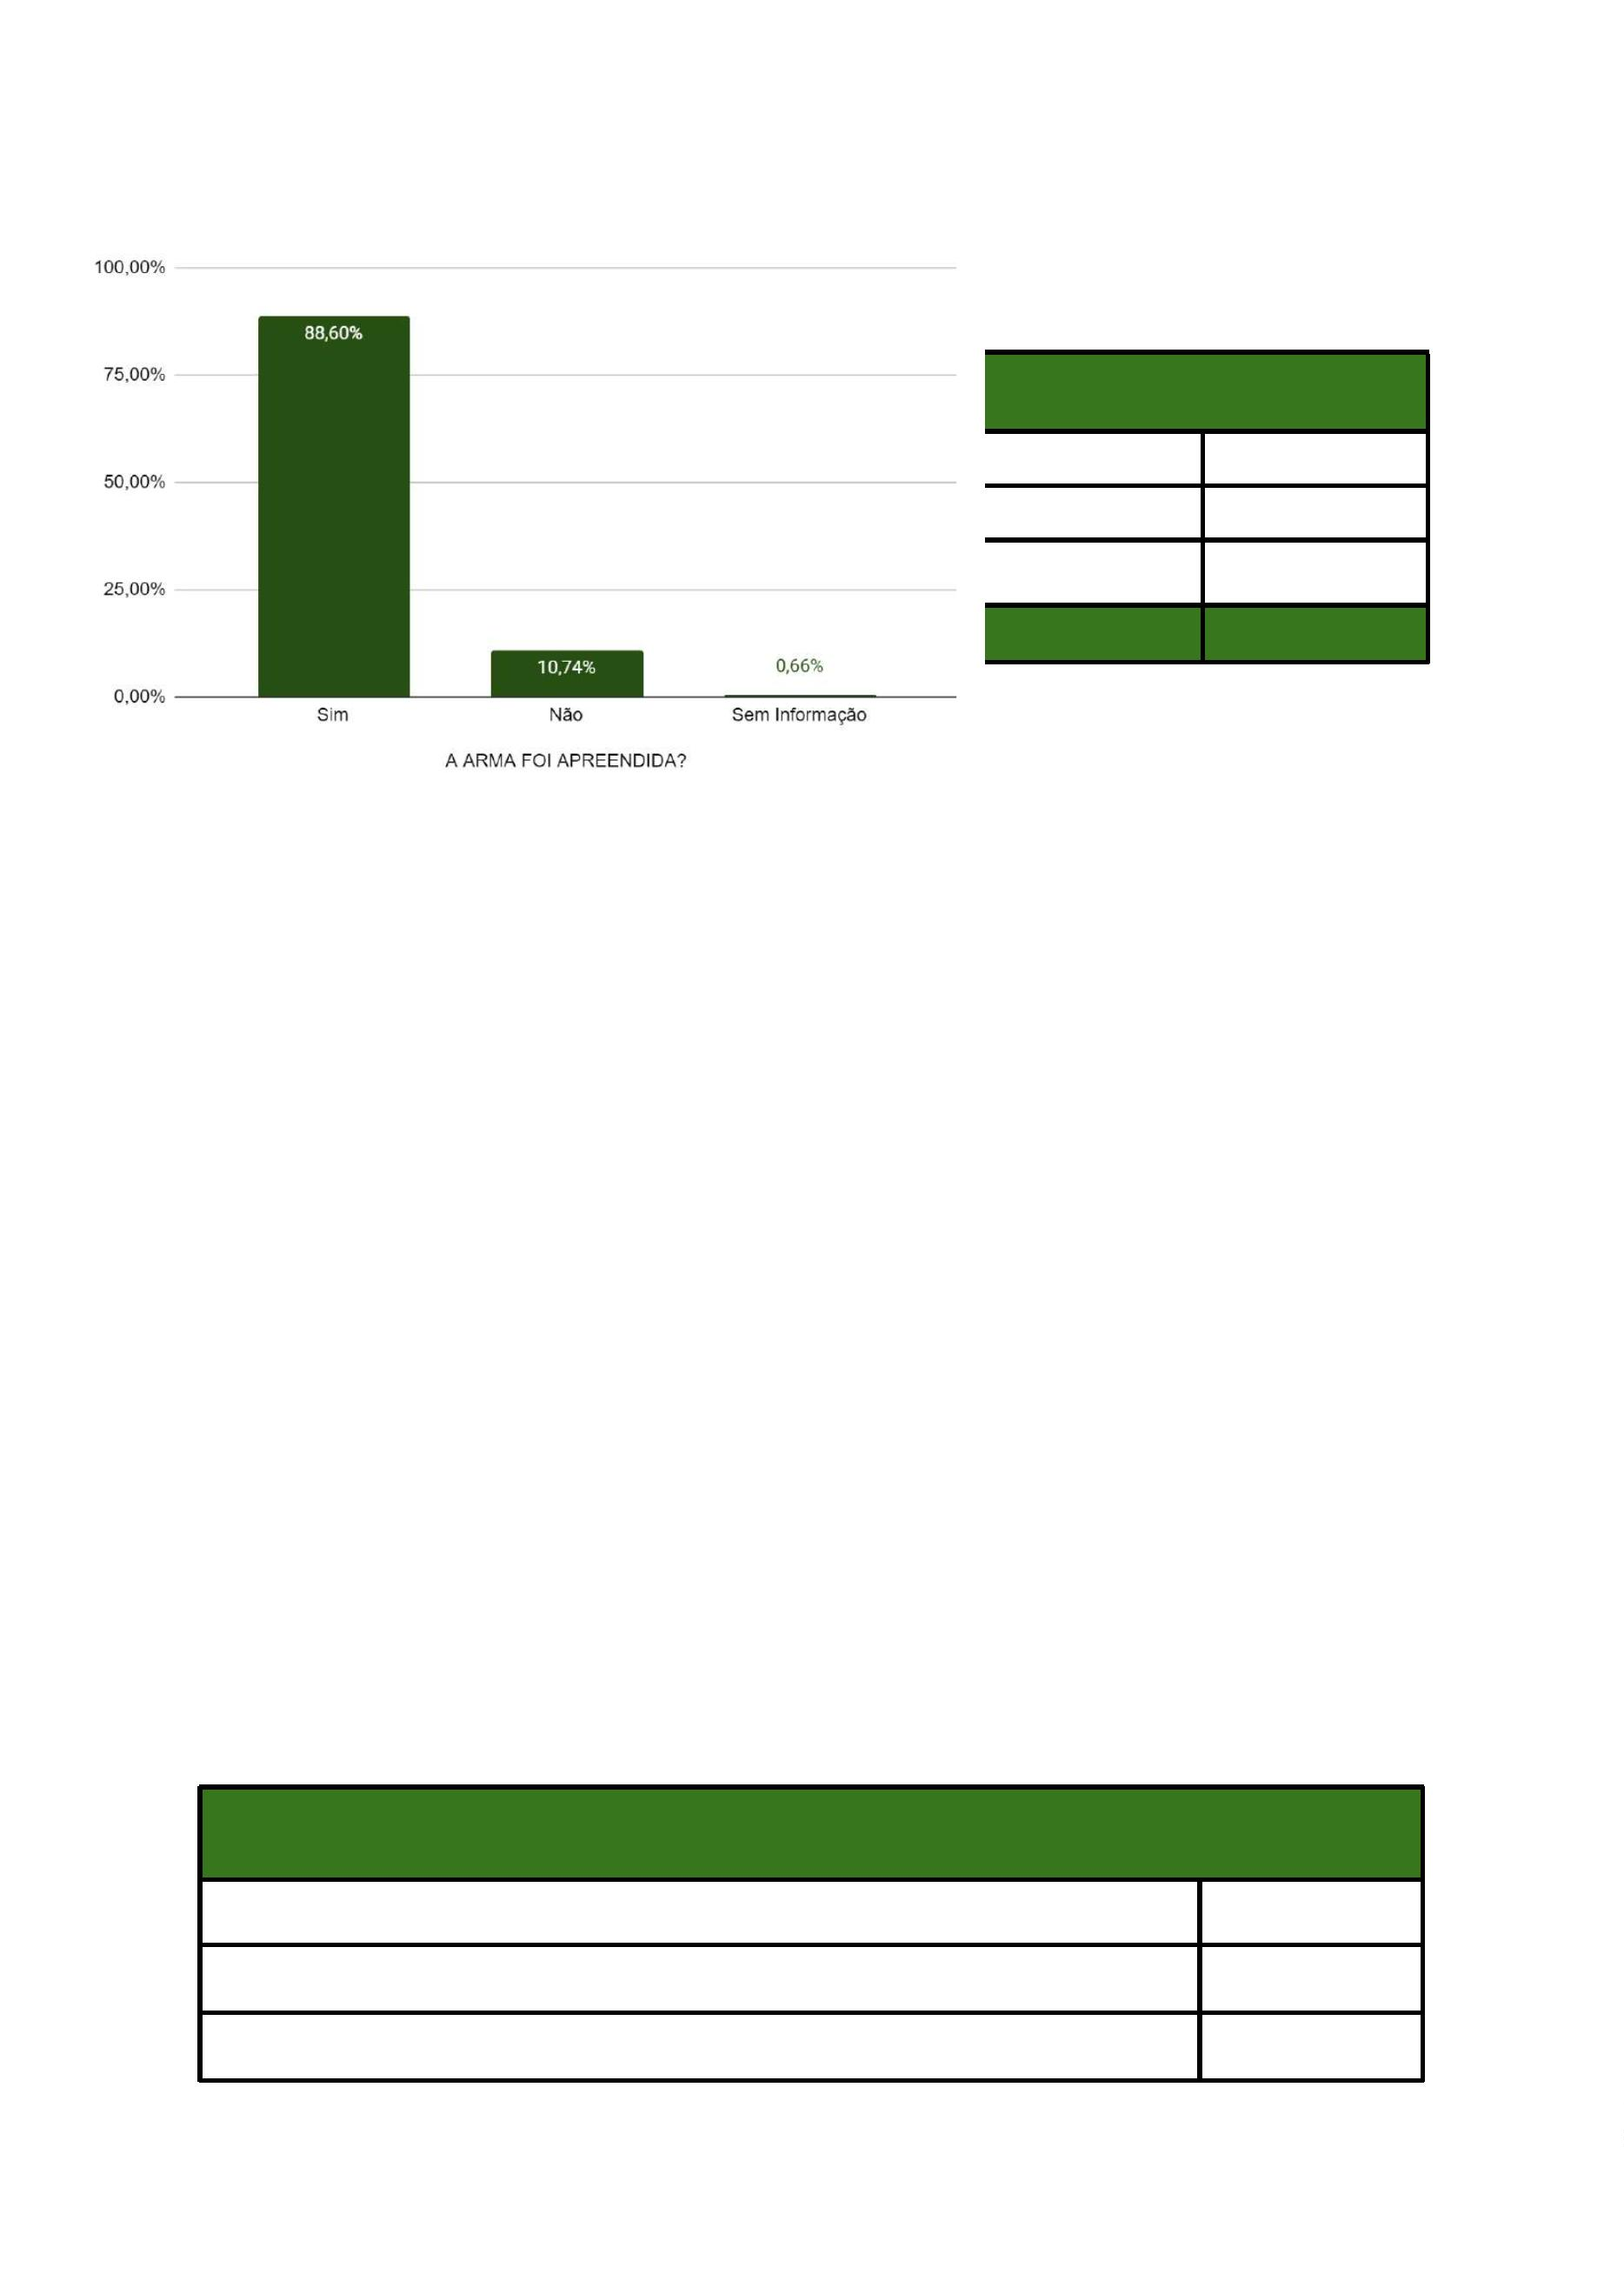 100,00%
88,60%
75,00%
50,00%
25,00%
10,74%
0,66%
0,00%
Sim
Não
Sem Informação
A ARMA FOI APREENDIDA?